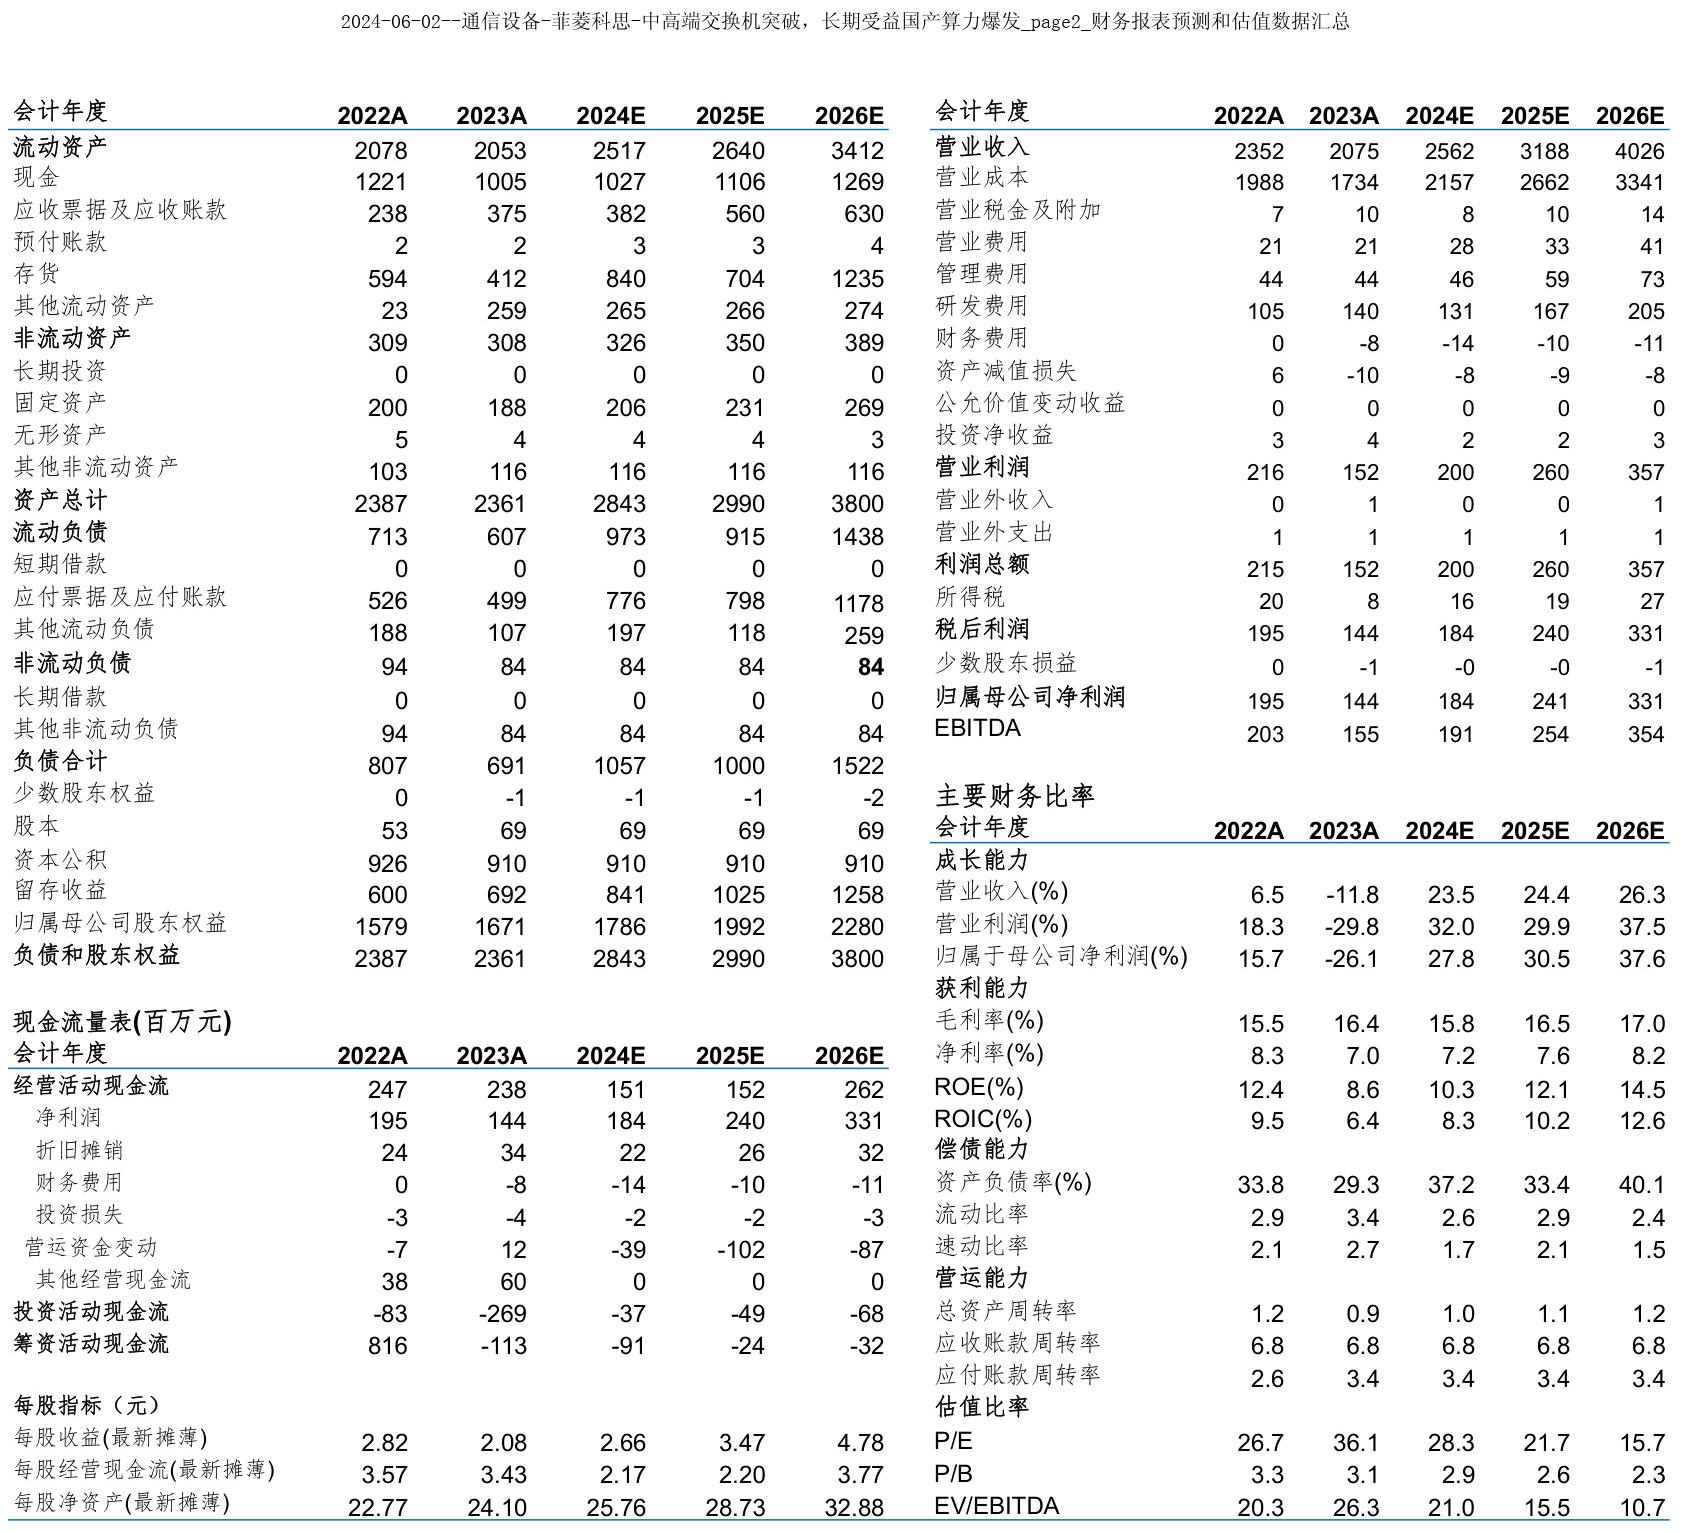 2024-06-02--通信设备-菲菱科思-中高端交换机突破，长期受益国产算力爆发_page2_财务报表预测和估值数据汇总
会计年度 2022A 2023A 2024E 2025E 2026E
流动资产 2078 2053 2517 2640 3412
现金 1221 1005 1027 1106 1269
应收票据及应收账款 238 375 382 560 630
预付账款 2 2 3 3 4
存货 594 412 840 704 1235
其他流动资产 23 259 265 266 274
非流动资产 309 308 326 350 389
长期投资 0 0 0 0 0
固定资产 200 188 206 231 269
无形资产 5 4 4 4 3
其他非流动资产 103 116 116 116 116
资产总计 2387 2361 2843 2990 3800
流动负债 713 607 973 915 1438
短期借款 0 0 0 0 0
应付票据及应付账款 526 499 776 798 1178
其他流动负债 188 107 197 118 259
非流动负债 94 84 84 84 84
长期借款 0 0 0 0 0
其他非流动负债 94 84 84 84 84
负债合计 807 691 1057 1000 1522
少数股东权益 0 -1 -1 -1 -2
股本 53 69 69 69 69
资本公积 926 910 910 910 910
留存收益 600 692 841 1025 1258
归属母公司股东权益 1579 1671 1786 1992 2280
负债和股东权益 2387 2361 2843 2990 3800
现金流量表(百万元)
会计年度 2022A 2023A 2024E 2025E 2026E
经营活动现金流 247 238 151 152 262
净利润 195 144 184 240 331
折旧摊销 24 34 22 26 32
财务费用 0 -8 -14 -10 -11
投资损失 -3 -4 -2 -2 -3
营运资金变动 -7 12 -39 -102 -87
其他经营现金流 38 60 0 0 0
投资活动现金流 -83 -269 -37 -49 -68
筹资活动现金流 816 -113 -91 -24 -32
每股指标（元）
每股收益(最新摊薄) 2.82 2.08 2.66 3.47 4.78
每股经营现金流(最新摊薄) 3.57 3.43 2.17 2.20 3.77
每股净资产(最新摊薄) 22.77 24.10 25.76 28.73 32.88
会计年度 2022A 2023A 2024E 2025E 2026E
营业收入 2352 2075 2562 3188 4026
营业成本 1988 1734 2157 2662 3341
营业税金及附加 7 10 8 10 14
营业费用 21 21 28 33 41
管理费用 44 44 46 59 73
研发费用 105 140 131 167 205
财务费用 0 -8 -14 -10 -11
资产减值损失 6 -10 -8 -9 -8
公允价值变动收益 0 0 0 0 0
投资净收益 3 4 2 2 3
营业利润 216 152 200 260 357
营业外收入 0 1 0 0 1
营业外支出 1 1 1 1 1
利润总额 215 152 200 260 357
所得税 20 8 16 19 27
税后利润 195 144 184 240 331
少数股东损益 0 -1 -0 -0 -1
归属母公司净利润 195 144 184 241 331
EBITDA 203 155 191 254 354
主要财务比率
会计年度 2022A 2023A 2024E 2025E 2026E
成长能力
营业收入(%) 6.5 -11.8 23.5 24.4 26.3
营业利润(%) 18.3 -29.8 32.0 29.9 37.5
归属于母公司净利润(%) 15.7 -26.1 27.8 30.5 37.6
获利能力
毛利率(%) 15.5 16.4 15.8 16.5 17.0
净利率(%) 8.3 7.0 7.2 7.6 8.2
ROE(%) 12.4 8.6 10.3 12.1 14.5
ROIC(%) 9.5 6.4 8.3 10.2 12.6
偿债能力
资产负债率(%) 33.8 29.3 37.2 33.4 40.1
流动比率 2.9 3.4 2.6 2.9 2.4
速动比率 2.1 2.7 1.7 2.1 1.5
营运能力
总资产周转率 1.2 0.9 1.0 1.1 1.2
应收账款周转率 6.8 6.8 6.8 6.8 6.8
应付账款周转率 2.6 3.4 3.4 3.4 3.4
估值比率
P/E 26.7 36.1 28.3 21.7 15.7
P/B 3.3 3.1 2.9 2.6 2.3
EV/EBITDA 20.3 26.3 21.0 15.5 10.7